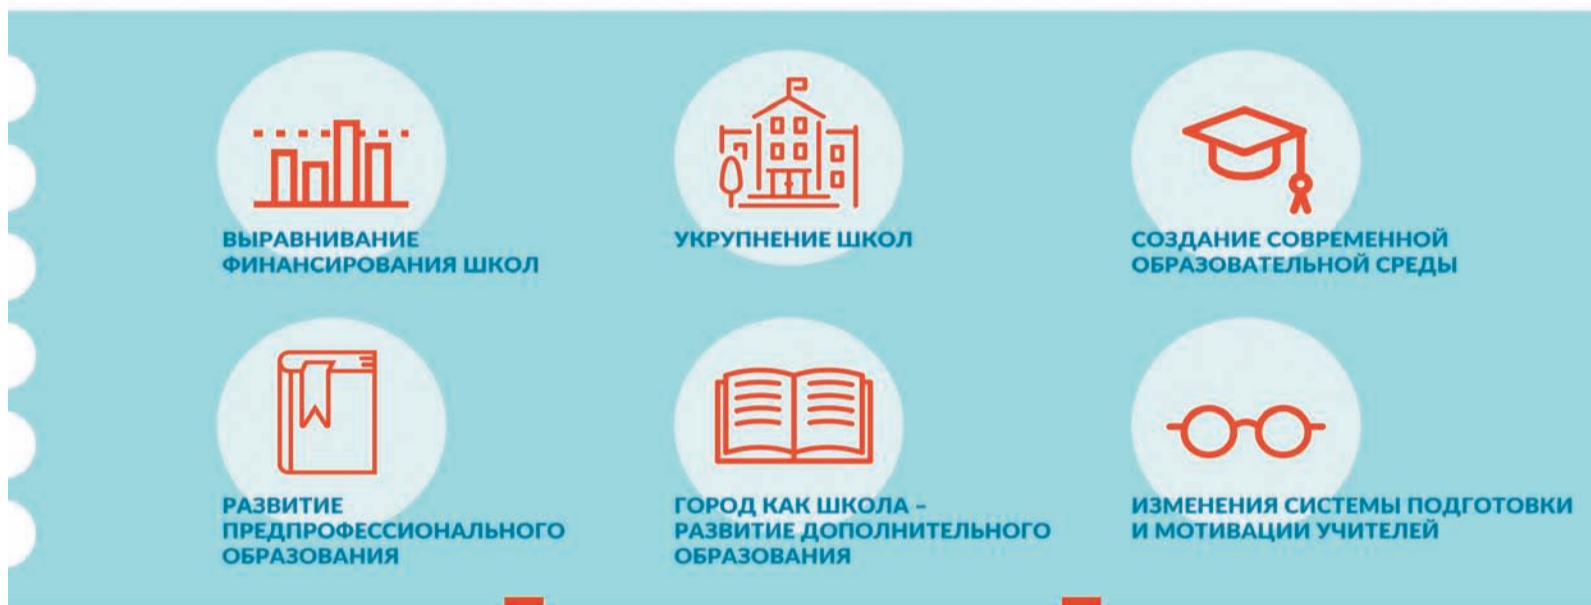 ВЫРАВНИВАНИЕ
ФИНАНСИРОВАНИЯ ШКОЛ
УКРУПНЕНИЕ ШКОЛ
СОЗДАНИЕ СОВРЕМЕННОЙ
ОБРАЗОВАТЕЛЬНОЙ СРЕДЫ
РАЗВИТИЕ
ПРЕДПРОФЕССИОНАЛЬНОГО
ОБРАЗОВАНИЯ
ГОРОД КАК ШКОЛА –
РАЗВИТИЕ ДОПОЛНИТЕЛЬНОГО
ОБРАЗОВАНИЯ
ИЗМЕНЕНИЯ СИСТЕМЫ ПОДГОТОВКИ
И МОТИВАЦИИ УЧИТЕЛЕЙ